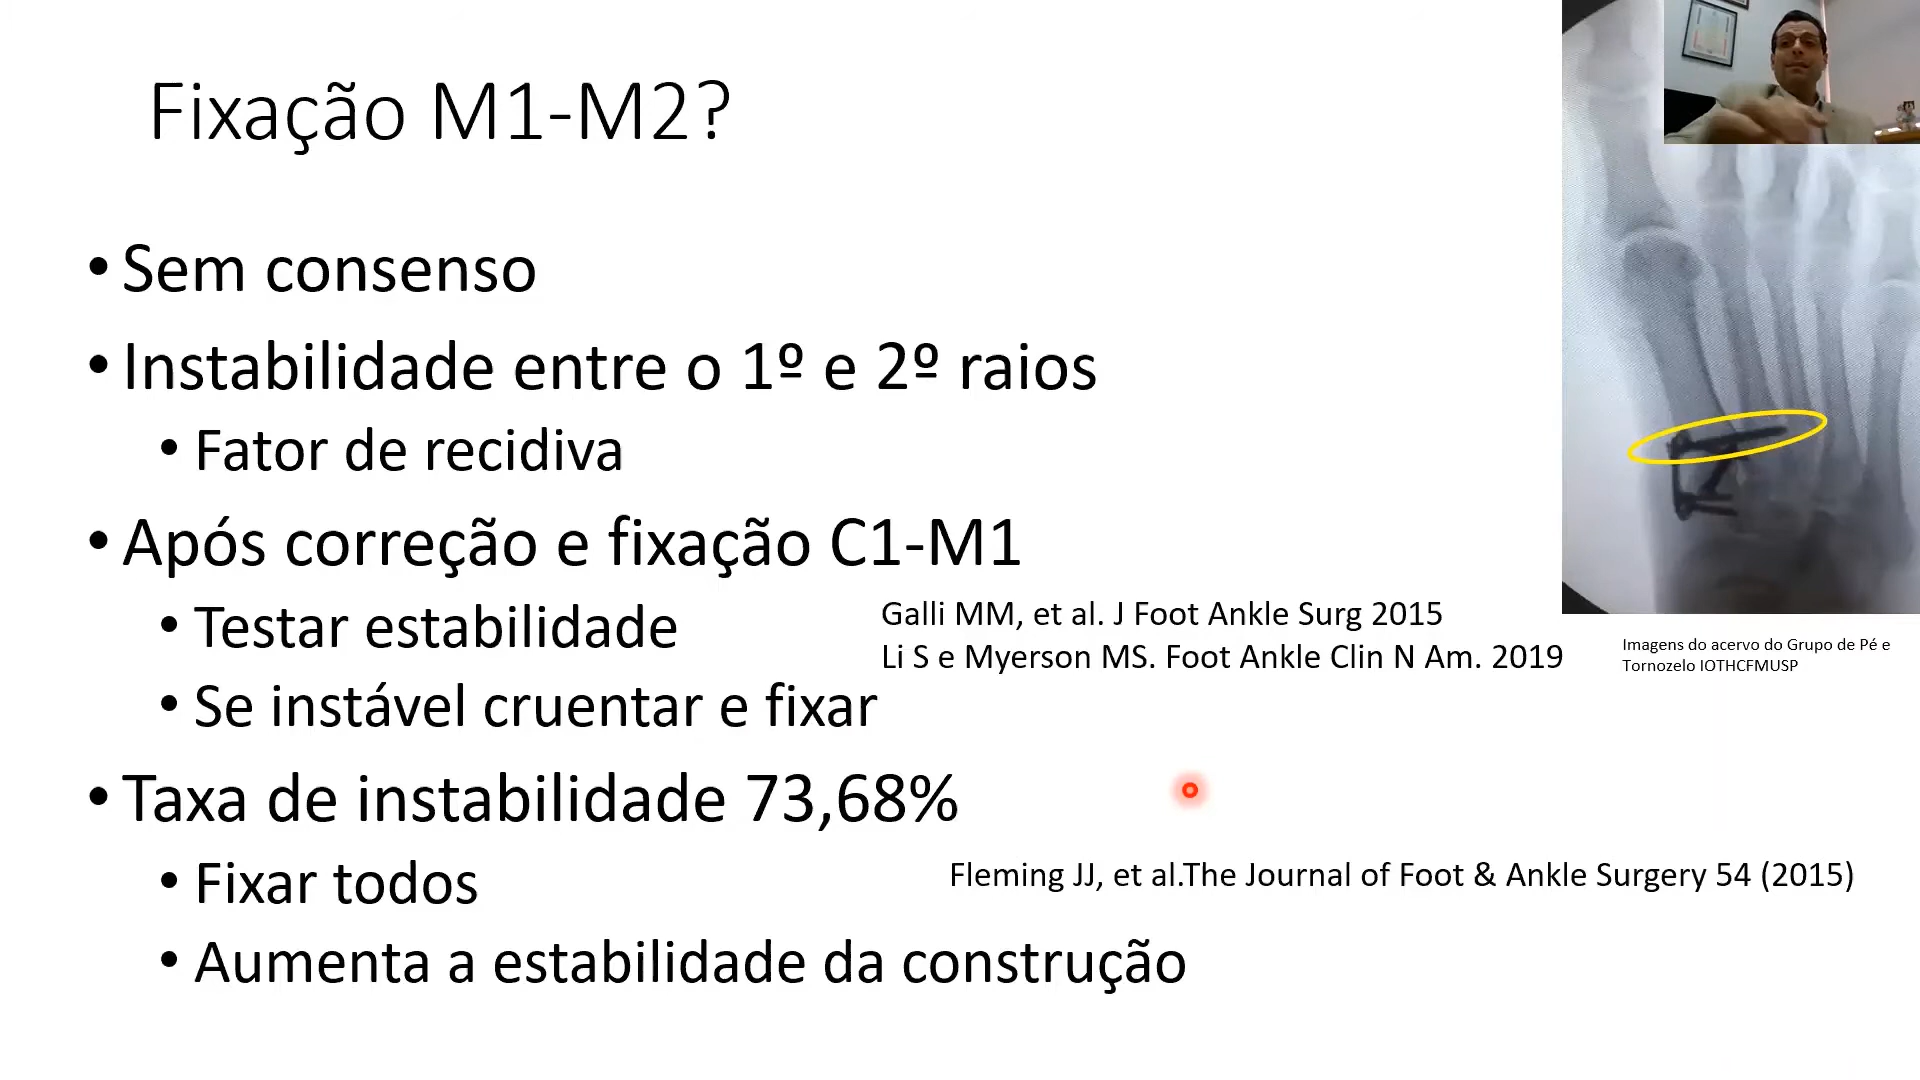 Fixação M1-M2?
• Sem consenso
• Instabilidade entre o 1º e 2º raios
• Fator de recidiva
• Após correção e fixação C1-M1
• Testar estabilidade
• Se instável cruentar e fixar
Galli MM, et al. J Foot Ankle Surg 2015
Li S e Myerson MS. Foot Ankle Clin N Am. 2019
Imagens do acervo do Grupo de Pé e
Tornozelo IOTHCFMUSP
• Taxa de instabilidade 73,68%
• Fixar todos
Fleming JJ, et al.The Journal of Foot & Ankle Surgery 54 (2015)
• Aumenta a estabilidade da construção